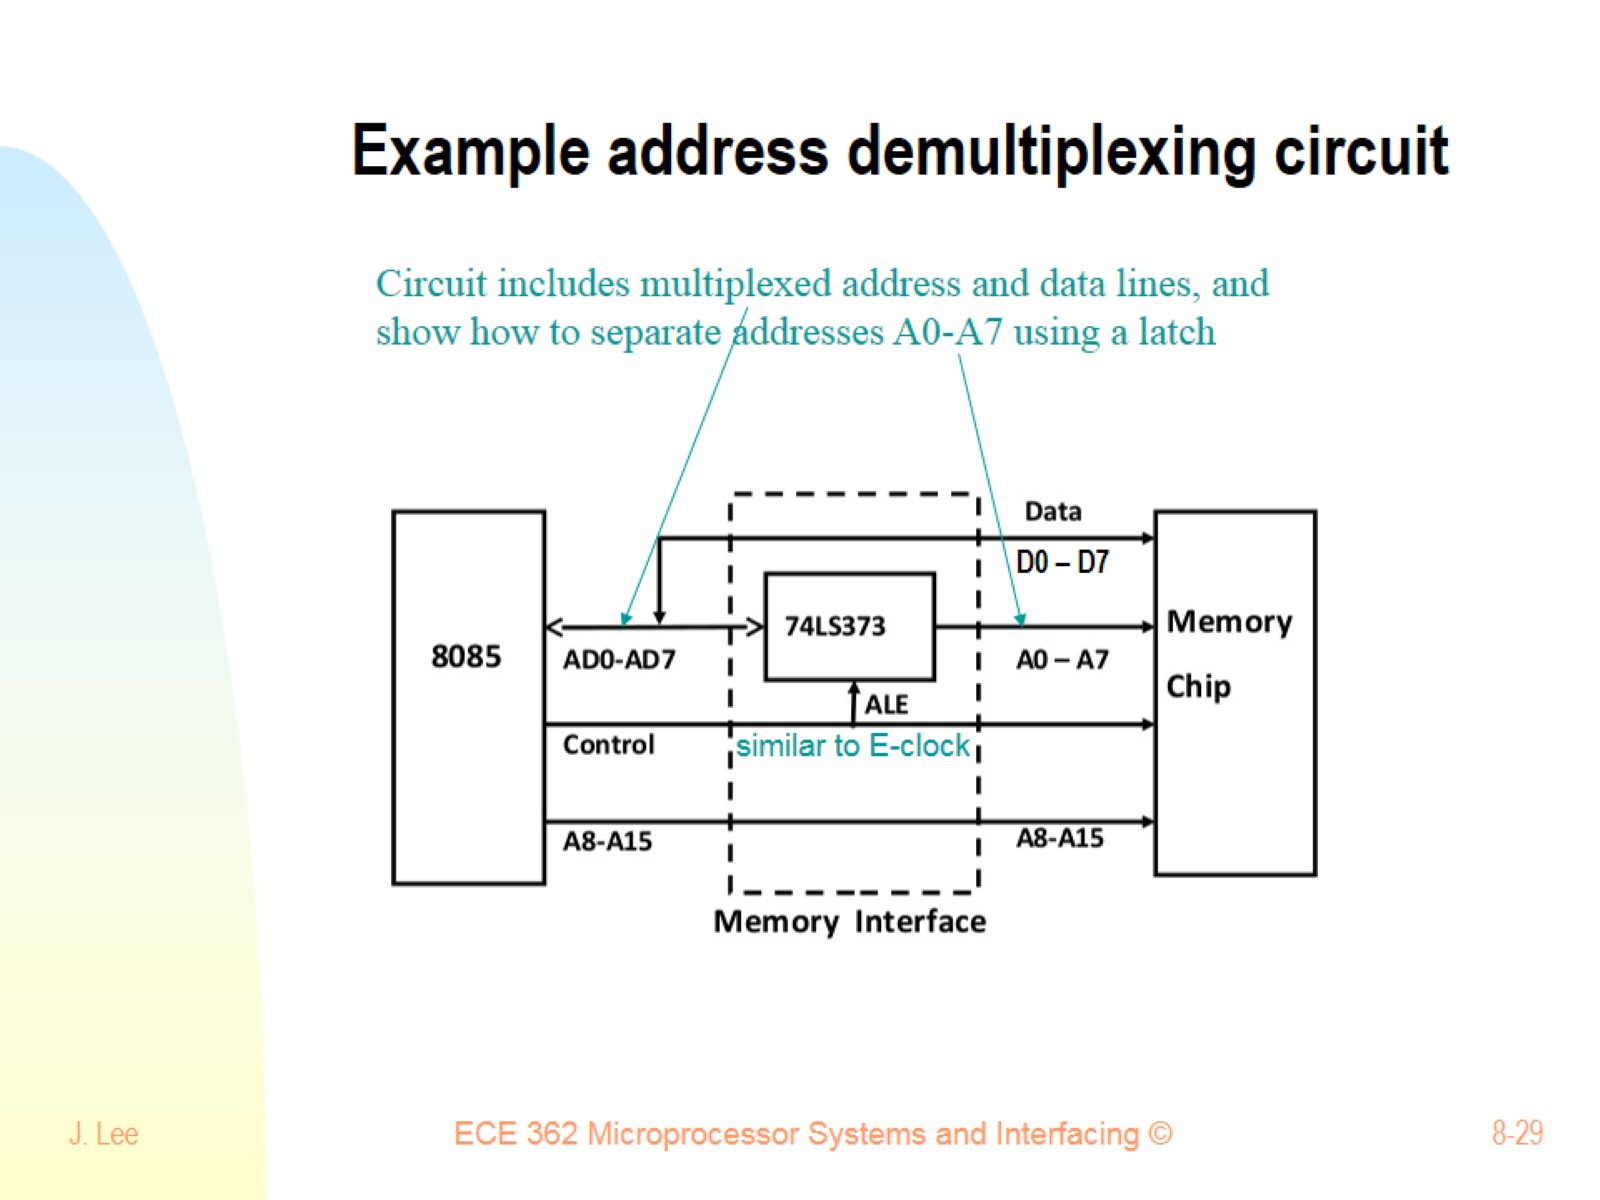 Example address demultiplexing circuit
Circuit includes multiplexed address and data lines, and
show how to separate addresses A0-A7 using a latch
Data
D0 – D7
8085
AD0-AD7
74LS373
A0 – A7
Memory
Chip
ALE
Control
similar to E-clock
A8-A15
A8-A15
Memory Interface
J. Lee
ECE 362 Microprocessor Systems and Interfacing ©
8-29